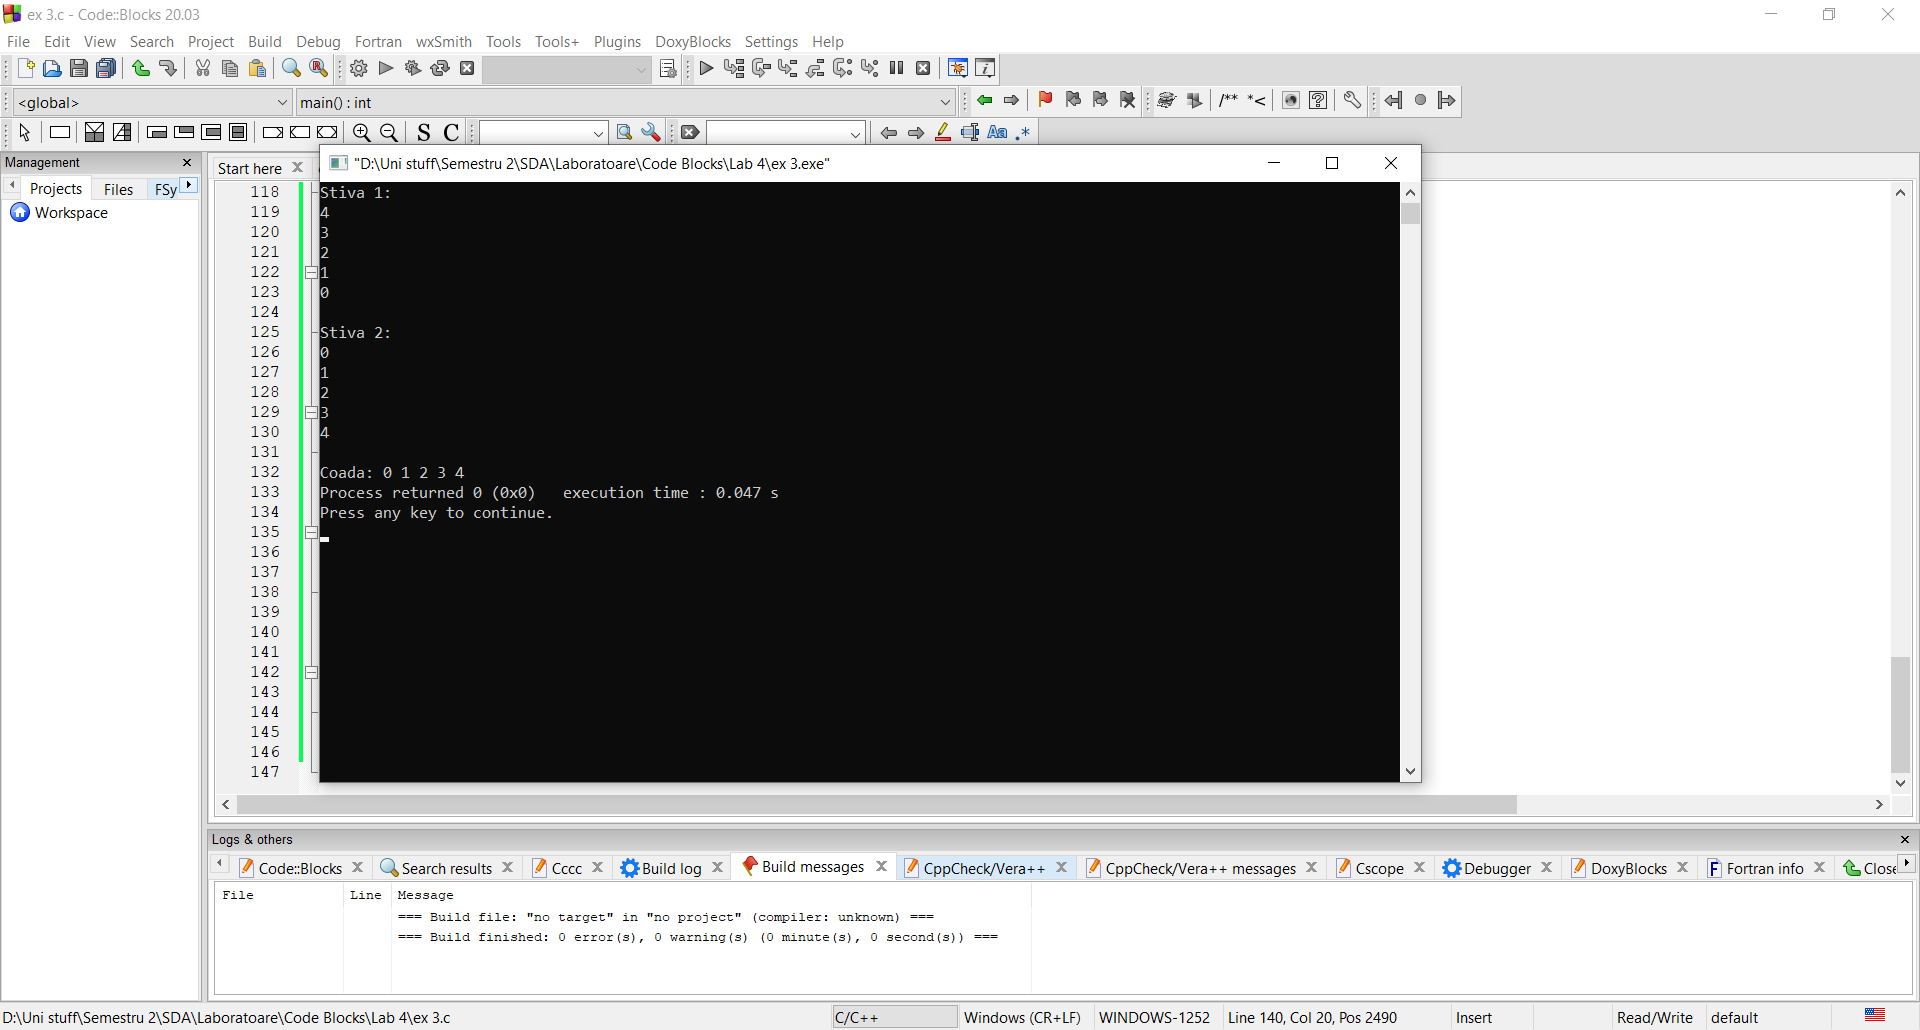 ex 3.c - Code::Blocks 20.03
File Edit View Search Project Build Debug Fortran wxSmith Tools Tools+ Plugins DoxyBlocks Settings Help
<global> main() : int
/** *<
S C Aa .*
Management
Projects Files FSy
Workspace
Start here
"D:\Uni stuff\Semestru 2\SDA\Laboratoare\Code Blocks\Lab 4\ex 3.exe"
118 Stiva 1:
119 4
120 3
121 2
122 1
123 0
124
125 Stiva 2:
126 0
127 1
128 2
129 3
130 4
131
132 Coada: 0 1 2 3 4
133 Process returned 0 (0x0)   execution time : 0.047 s
134 Press any key to continue.
135
136
137
138
139
140
141
142
143
144
145
146
147
Logs & others
Code::Blocks Search results Cccc Build log Build messages CppCheck/Vera++ CppCheck/Vera++ messages Cscope Debugger DoxyBlocks Fortran info Close
File Line Message
=== Build file: "no target" in "no project" (compiler: unknown) ===
=== Build finished: 0 error(s), 0 warning(s) (0 minute(s), 0 second(s)) ===
D:\Uni stuff\Semestru 2\SDA\Laboratoare\Code Blocks\Lab 4\ex 3.c C/C++ Windows (CR+LF) WINDOWS-1252 Line 140, Col 20, Pos 2490 Insert Read/Write default